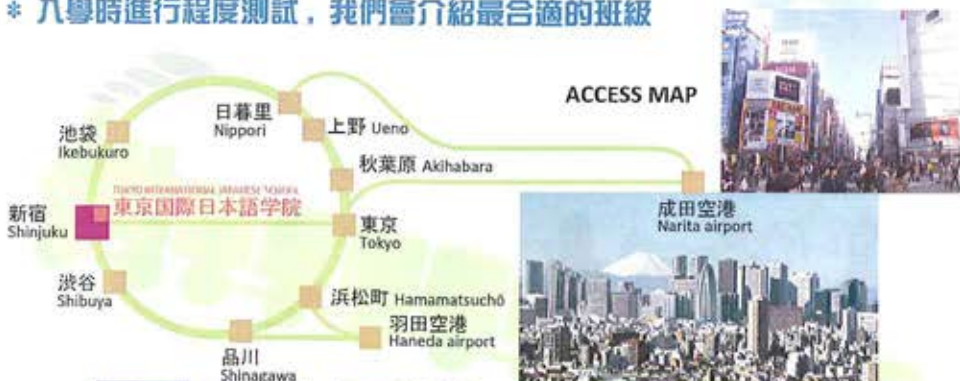 * 入學時進行程度測試，我們會介紹最合適的班級
ACCESS MAP
日暮里
Nippori
上野 Ueno
池袋
Ikebukuro
秋葉原 Akihabara
TOKYO INTERNATIONAL JAPANESE SCHOOL
東京国際日本語学院
新宿
Shinjuku
東京
Tokyo
成田空港
Narita airport
渋谷
Shibuya
浜松町 Hamamatsuchō
羽田空港
Haneda airport
品川
Shinagawa